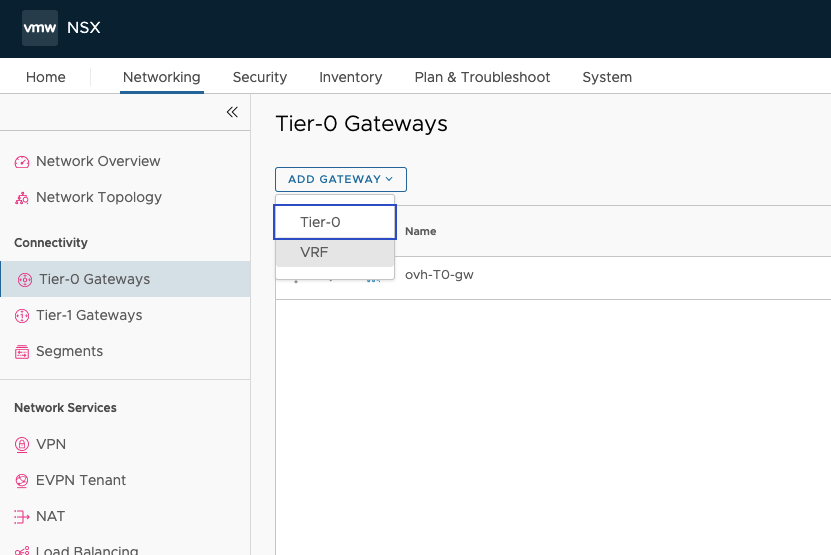 vmw NSX
Home Networking Security Inventory Plan & Troubleshoot System
Network Overview
Network Topology
Connectivity
Tier-0 Gateways
Tier-1 Gateways
Segments
Network Services
VPN
EVPN Tenant
NAT
Load Balancing
Tier-0 Gateways
ADD GATEWAY
Tier-0
VRF
Name
ovh-T0-gw